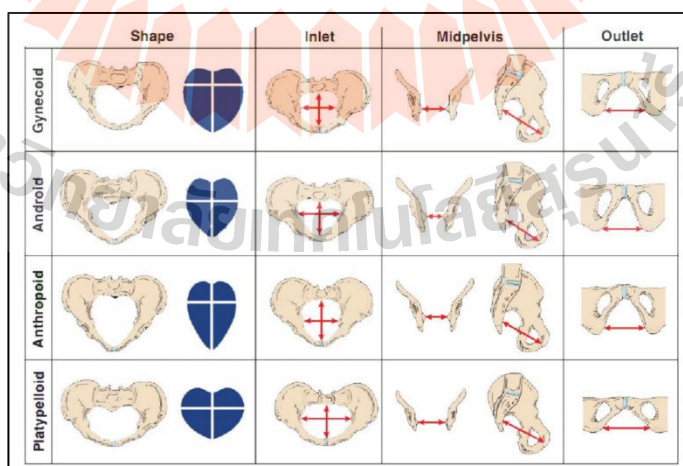 Shape Inlet Midpelvis Outlet
Gynecoid
Android
Anthropoid
Platypelloid